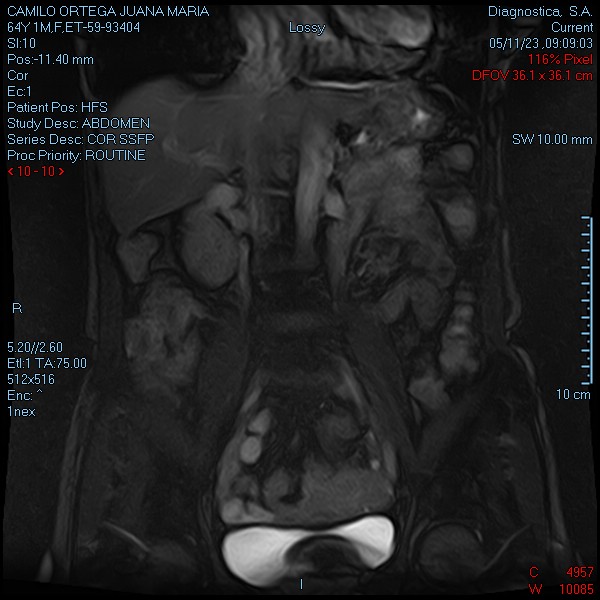 CAMILO ORTEGA JUANA MARIA
64Y 1M,F,ET-59-93404
Sl:10
Pos:-11.40 mm
Cor
Ec:1
Patient Pos: HFS
Study Desc: ABDOMEN
Series Desc: COR SSFP
Proc Priority: ROUTINE
< 10 - 10 >
Lossy
Diagnostica, S.A.
Current
05/11/23 ,09:09:03
116% Pixel
DFOV 36.1 x 36.1 cm
SW 10.00 mm
R
5.20//2.60
Etl:1 TA:75.00
512x516
Enc: ^
1nex
10 cm
I
C 4957
W 10085